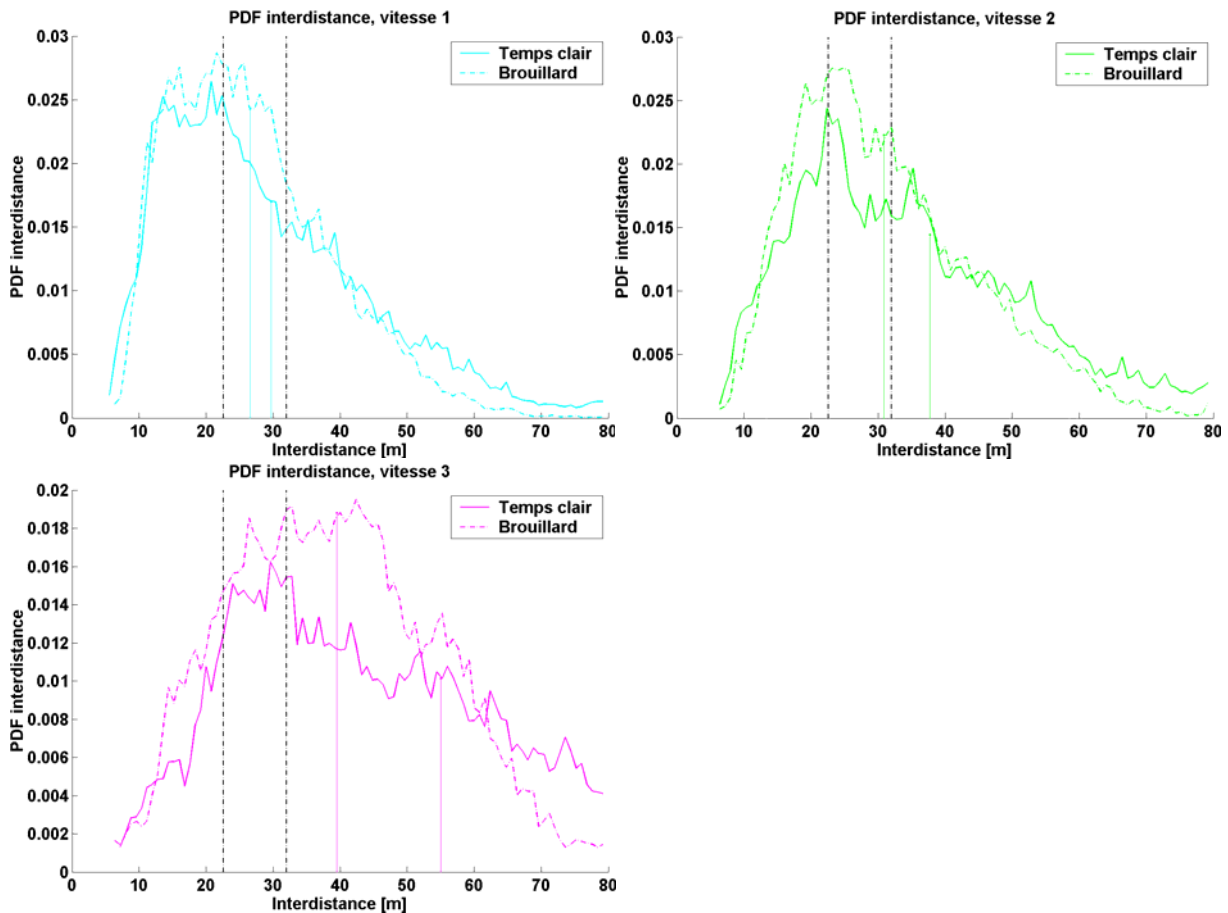 PDF interdistance, vitesse 1
PDF interdistance
0.03
0.025
0.02
0.015
0.01
0.005
0
0 10 20 30 40 50 60 70 80
Interdistance [m]
Temps clair
Brouillard
PDF interdistance, vitesse 2
PDF interdistance
0.03
0.025
0.02
0.015
0.01
0.005
0
0 10 20 30 40 50 60 70 80
Interdistance [m]
Temps clair
Brouillard
PDF interdistance, vitesse 3
PDF interdistance
0.02
0.018
0.016
0.014
0.012
0.01
0.008
0.006
0.004
0.002
0
0 10 20 30 40 50 60 70 80
Interdistance [m]
Temps clair
Brouillard